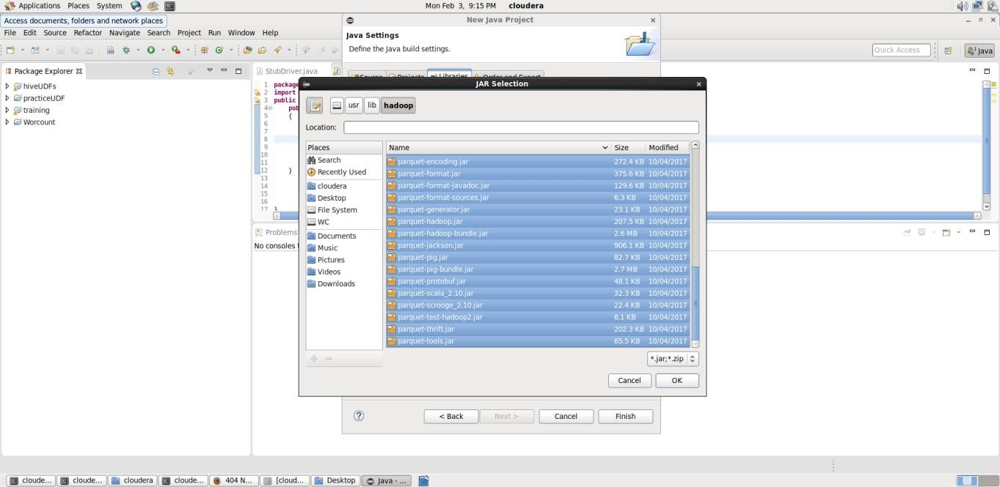 Applications Places System Mon Feb 3, 9:15 PM cloudera
Access documents, folders and network places
New Java Project
File Edit Source Refactor Navigate Search Project Run Window Help
Java Settings
Define the Java build settings.
Quick Access Java
Package Explorer
StubDriver.java
Source Projects Libraries Order and Export
hiveUDFs
practiceUDF
training
Worcount
1 package
2 import
3 public
4 pub
5 {
6
7
8
9
10
11
12 }
13
14
15
16
17 }
JAR Selection
usr lib hadoop
Location:
Places
Search
Recently Used
cloudera
Desktop
File System
WC
Documents
Music
Pictures
Videos
Downloads
Name Size Modified
parquet-encoding.jar 272.4 KB 10/04/2017
parquet-format.jar 375.6 KB 10/04/2017
parquet-format-javadoc.jar 129.6 KB 10/04/2017
parquet-format-sources.jar 6.3 KB 10/04/2017
parquet-generator.jar 23.1 KB 10/04/2017
parquet-hadoop.jar 207.5 KB 10/04/2017
parquet-hadoop-bundle.jar 2.6 MB 10/04/2017
parquet-jackson.jar 906.1 KB 10/04/2017
parquet-pig.jar 82.7 KB 10/04/2017
parquet-pig-bundle.jar 2.7 MB 10/04/2017
parquet-protobuf.jar 48.1 KB 10/04/2017
parquet-scala_2.10.jar 32.3 KB 10/04/2017
parquet-scrooge_2.10.jar 22.4 KB 10/04/2017
parquet-test-hadoop2.jar 6.1 KB 10/04/2017
parquet-thrift.jar 202.3 KB 10/04/2017
parquet-tools.jar 65.5 KB 10/04/2017
*.jar;*.zip
Cancel OK
Problems
No consoles
< Back Next > Cancel Finish
cloude... cloude... cloudera cloude... 404 N... [cloud... Desktop Java - ...